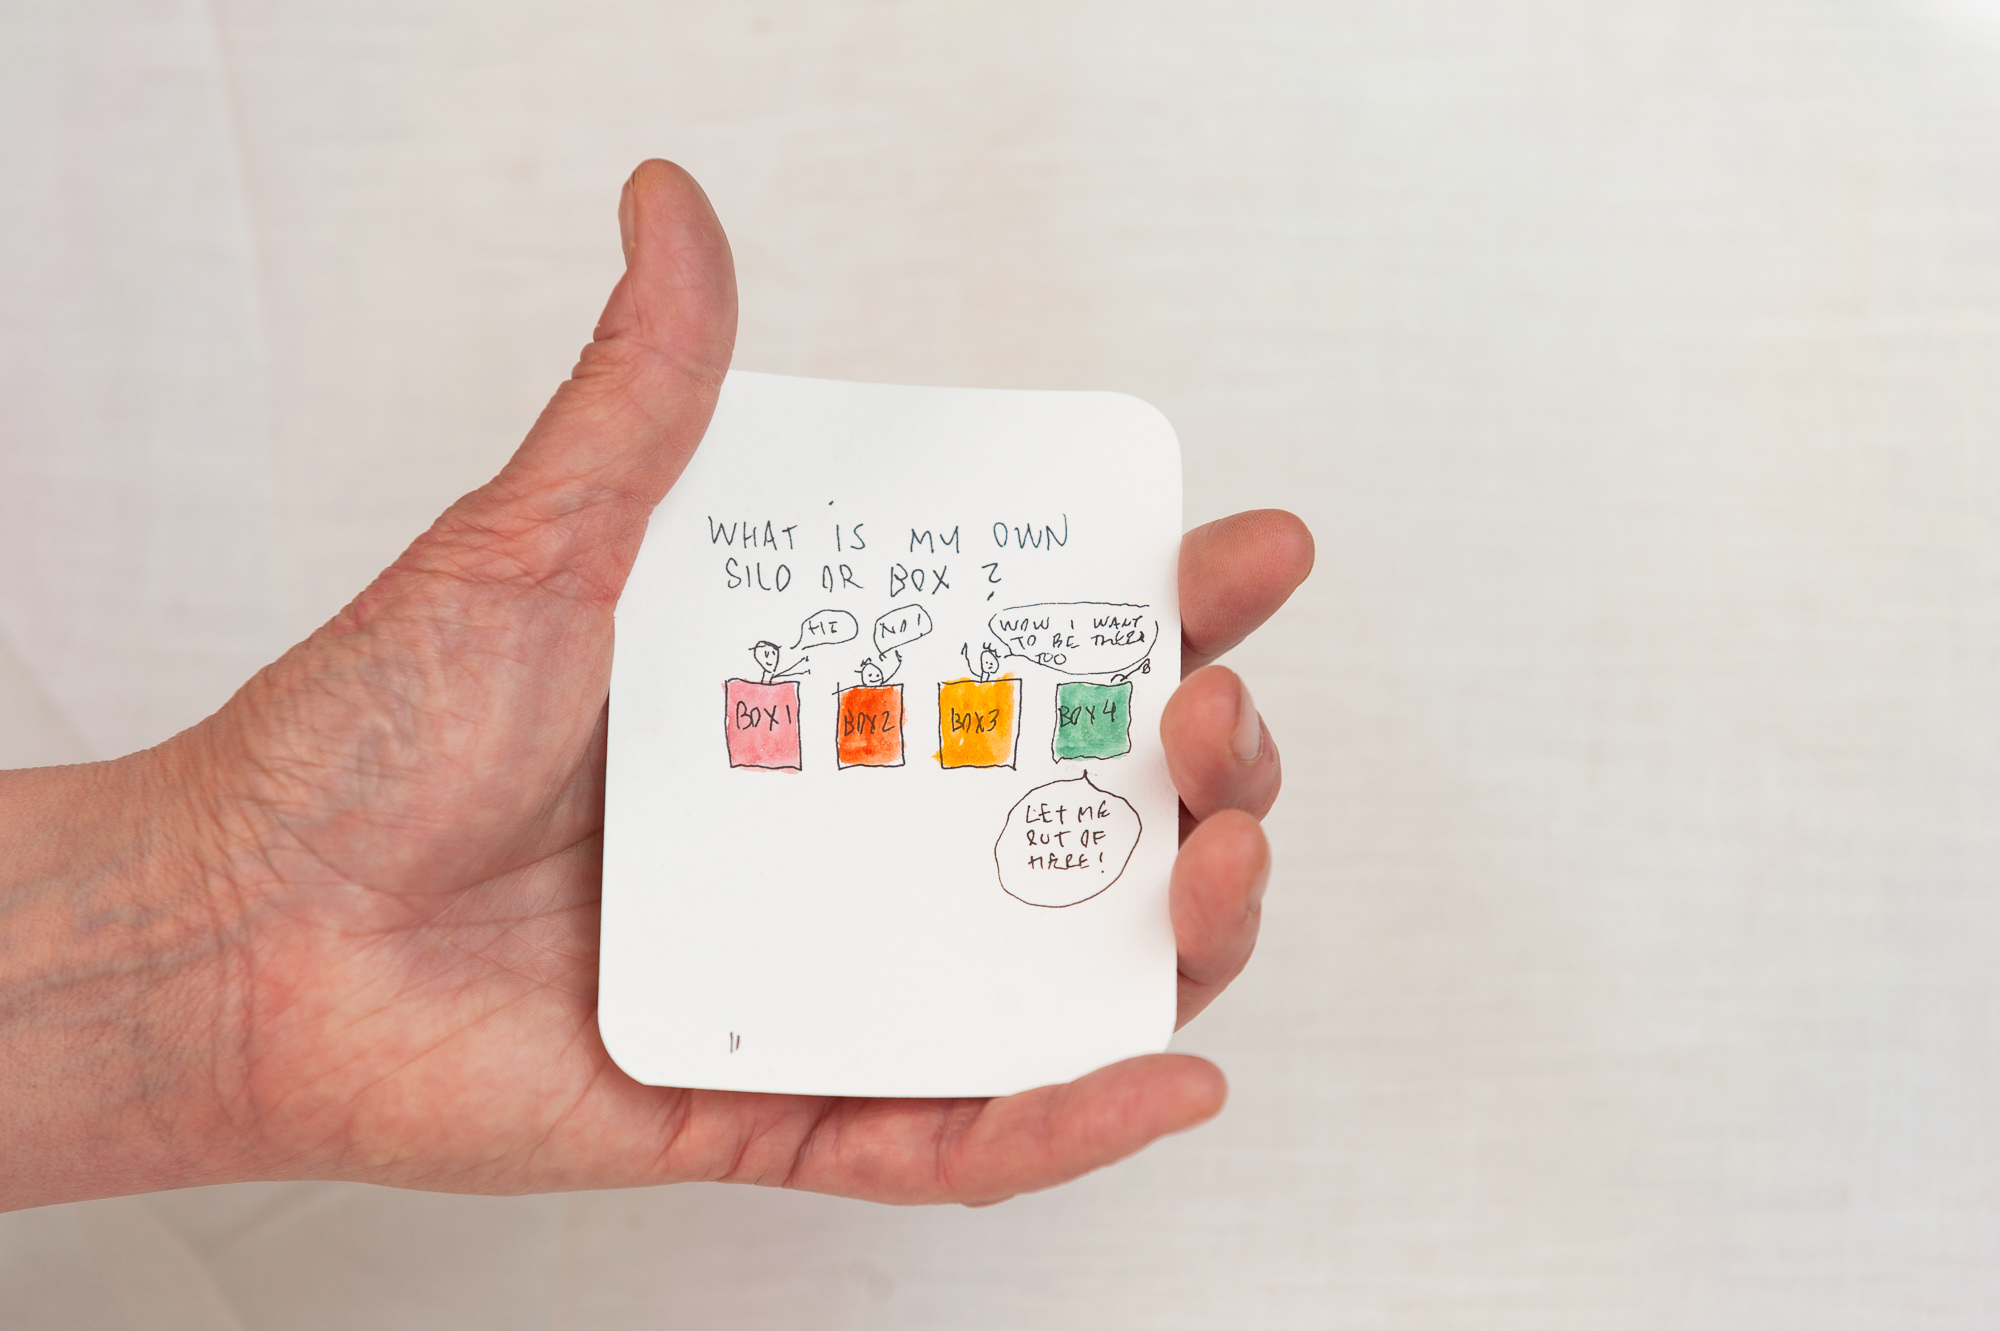 WHAT IS MY OWN
SILO OR BOX ?
HI
NO!
WOW I WANT
TO BE THERE
TOO
BOX 1
BOX 2
BOX 3
BOX 4
LET ME
OUT OF
HERE!
11